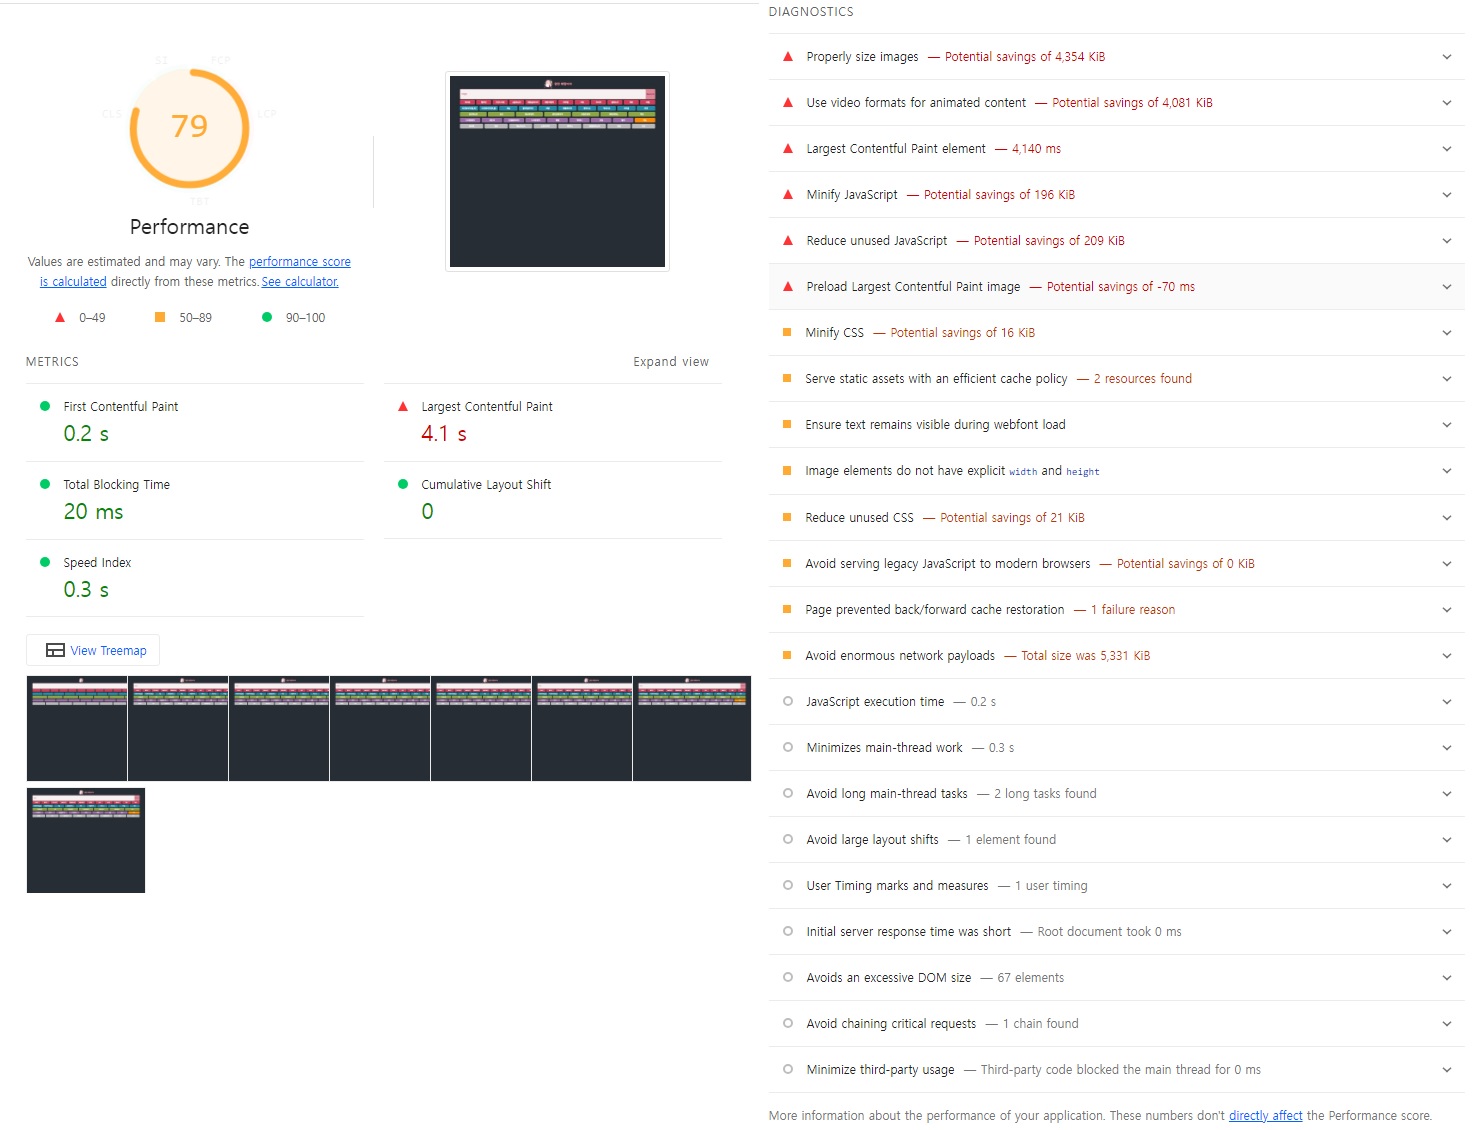 SI
FCP
CLS
LCP
79
TBT
Performance
Values are estimated and may vary. The performance score
is calculated directly from these metrics. See calculator.
0–49
50–89
90–100
METRICS
Expand view
First Contentful Paint
0.2 s
Largest Contentful Paint
4.1 s
Total Blocking Time
20 ms
Cumulative Layout Shift
0
Speed Index
0.3 s
View Treemap
DIAGNOSTICS
Properly size images — Potential savings of 4,354 KiB
Use video formats for animated content — Potential savings of 4,081 KiB
Largest Contentful Paint element — 4,140 ms
Minify JavaScript — Potential savings of 196 KiB
Reduce unused JavaScript — Potential savings of 209 KiB
Preload Largest Contentful Paint image — Potential savings of -70 ms
Minify CSS — Potential savings of 16 KiB
Serve static assets with an efficient cache policy — 2 resources found
Ensure text remains visible during webfont load
Image elements do not have explicit width and height
Reduce unused CSS — Potential savings of 21 KiB
Avoid serving legacy JavaScript to modern browsers — Potential savings of 0 KiB
Page prevented back/forward cache restoration — 1 failure reason
Avoid enormous network payloads — Total size was 5,331 KiB
JavaScript execution time — 0.2 s
Minimizes main-thread work — 0.3 s
Avoid long main-thread tasks — 2 long tasks found
Avoid large layout shifts — 1 element found
User Timing marks and measures — 1 user timing
Initial server response time was short — Root document took 0 ms
Avoids an excessive DOM size — 67 elements
Avoid chaining critical requests — 1 chain found
Minimize third-party usage — Third-party code blocked the main thread for 0 ms
More information about the performance of your application. These numbers don't directly affect the Performance score.